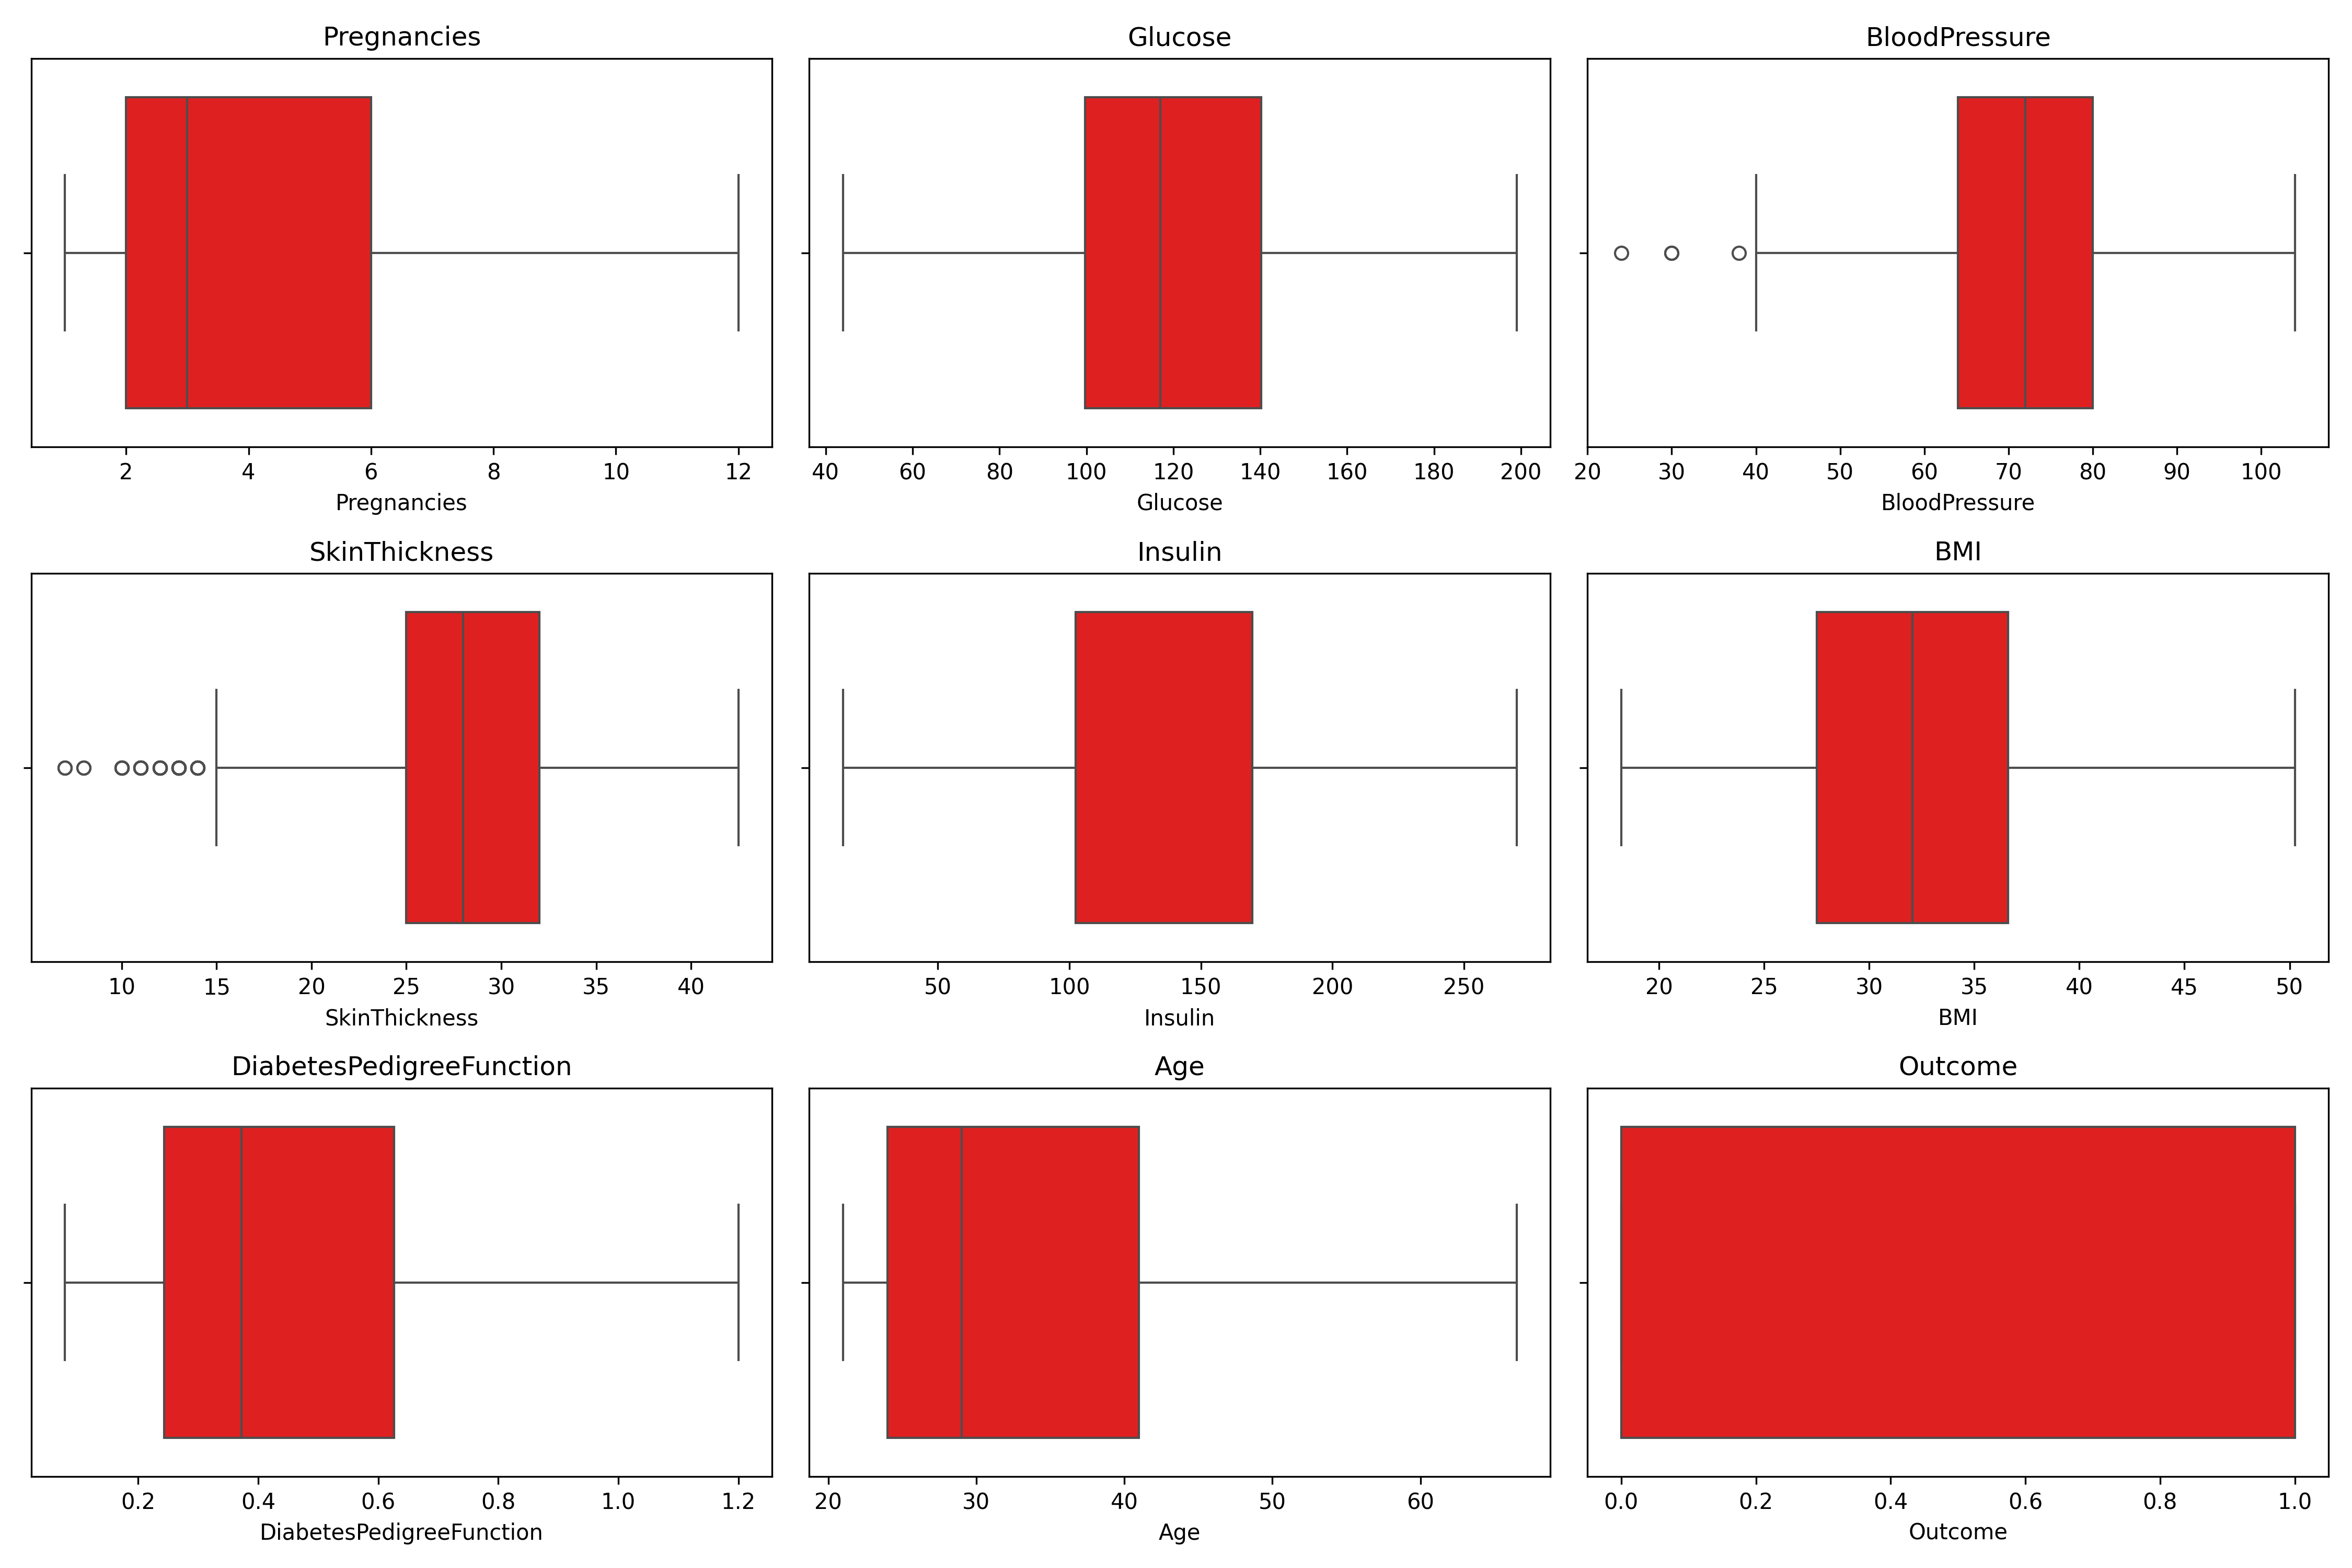 Pregnancies
Glucose
BloodPressure
2 4 6 8 10 12
40 60 80 100 120 140 160 180 200
20 30 40 50 60 70 80 90 100
Pregnancies
Glucose
BloodPressure
SkinThickness
Insulin
BMI
10 15 20 25 30 35 40
50 100 150 200 250
20 25 30 35 40 45 50
SkinThickness
Insulin
BMI
DiabetesPedigreeFunction
Age
Outcome
0.2 0.4 0.6 0.8 1.0 1.2
20 30 40 50 60
0.0 0.2 0.4 0.6 0.8 1.0
DiabetesPedigreeFunction
Age
Outcome